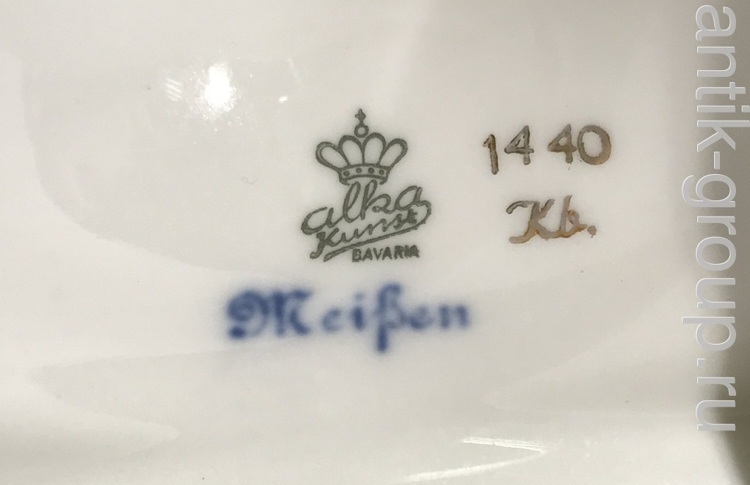 alka
Kunst
BAVARIA
1440
Kb.
Meißen
antik-group.ru